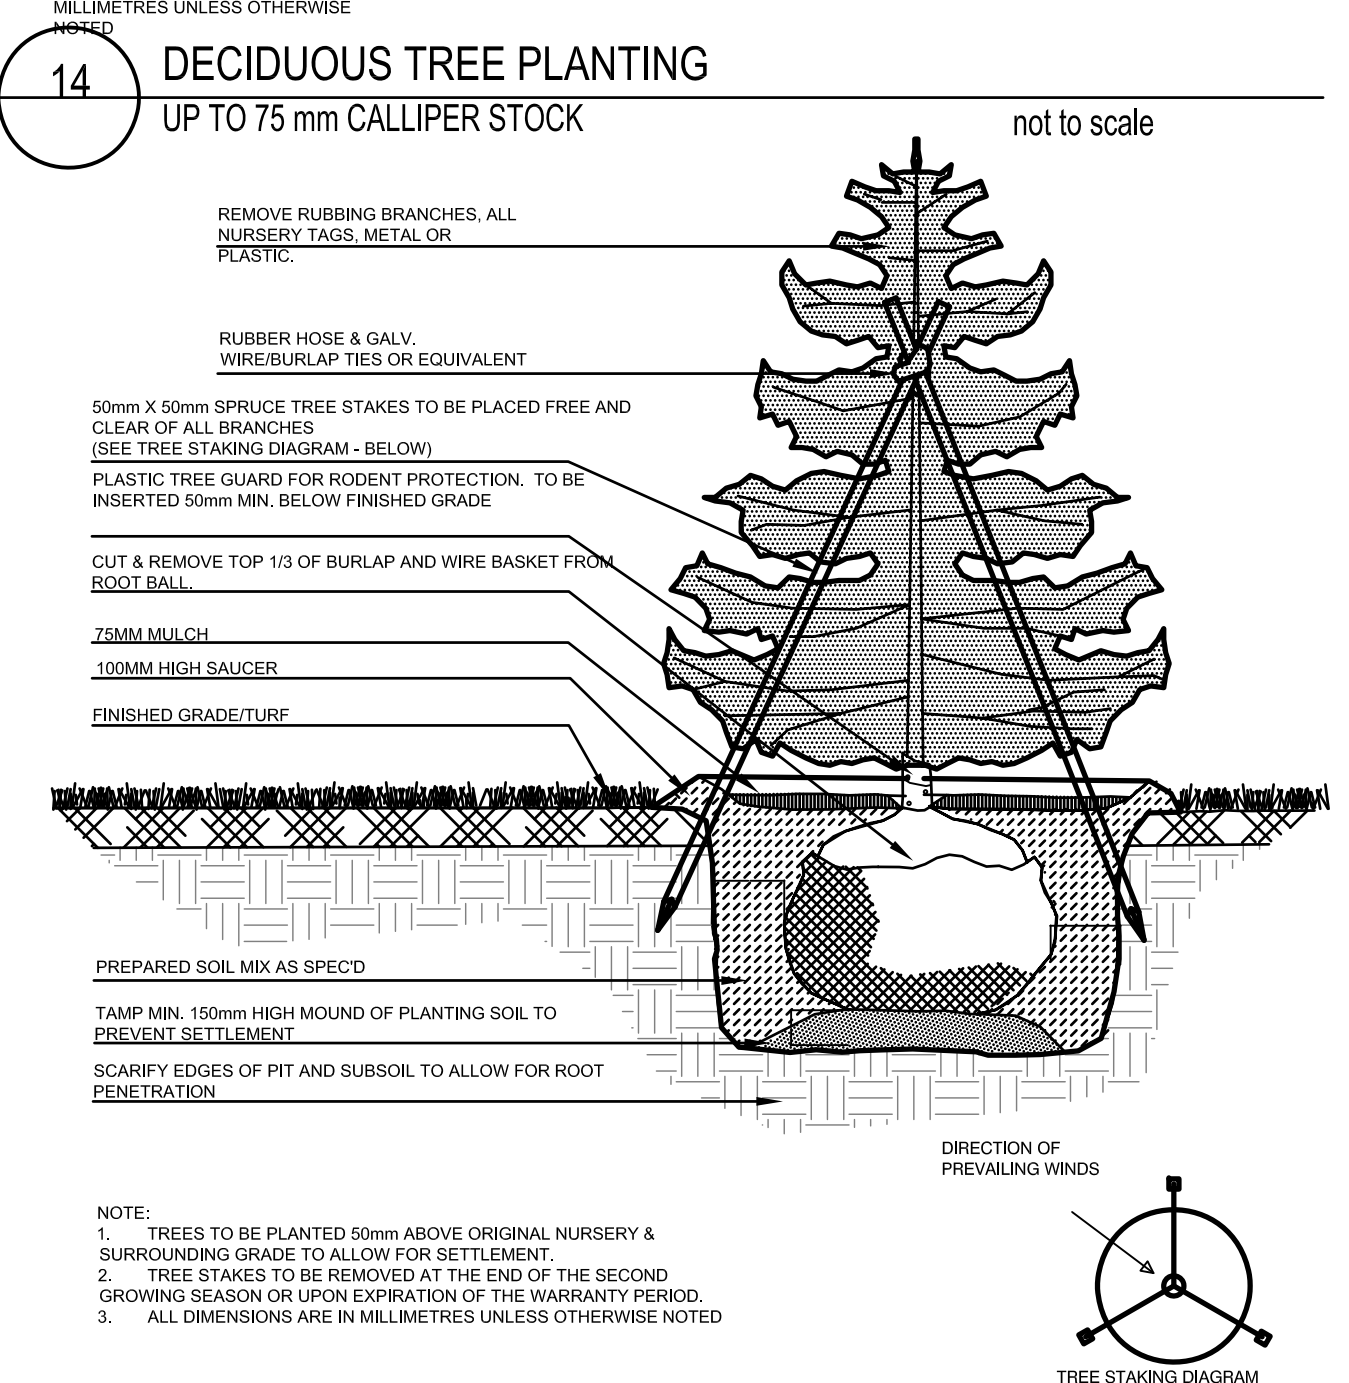 MILLIMETRES UNLESS OTHERWISE
NOTED
14
DECIDUOUS TREE PLANTING
UP TO 75 mm CALLIPER STOCK
not to scale
REMOVE RUBBING BRANCHES, ALL
NURSERY TAGS, METAL OR
PLASTIC.
RUBBER HOSE & GALV.
WIRE/BURLAP TIES OR EQUIVALENT
50mm X 50mm SPRUCE TREE STAKES TO BE PLACED FREE AND
CLEAR OF ALL BRANCHES
(SEE TREE STAKING DIAGRAM - BELOW)
PLASTIC TREE GUARD FOR RODENT PROTECTION. TO BE
INSERTED 50mm MIN. BELOW FINISHED GRADE
CUT & REMOVE TOP 1/3 OF BURLAP AND WIRE BASKET FROM
ROOT BALL.
75MM MULCH
100MM HIGH SAUCER
FINISHED GRADE/TURF
PREPARED SOIL MIX AS SPEC'D
TAMP MIN. 150mm HIGH MOUND OF PLANTING SOIL TO
PREVENT SETTLEMENT
SCARIFY EDGES OF PIT AND SUBSOIL TO ALLOW FOR ROOT
PENETRATION
DIRECTION OF
PREVAILING WINDS
NOTE:
1. TREES TO BE PLANTED 50mm ABOVE ORIGINAL NURSERY &
SURROUNDING GRADE TO ALLOW FOR SETTLEMENT.
2. TREE STAKES TO BE REMOVED AT THE END OF THE SECOND
GROWING SEASON OR UPON EXPIRATION OF THE WARRANTY PERIOD.
3. ALL DIMENSIONS ARE IN MILLIMETRES UNLESS OTHERWISE NOTED
TREE STAKING DIAGRAM